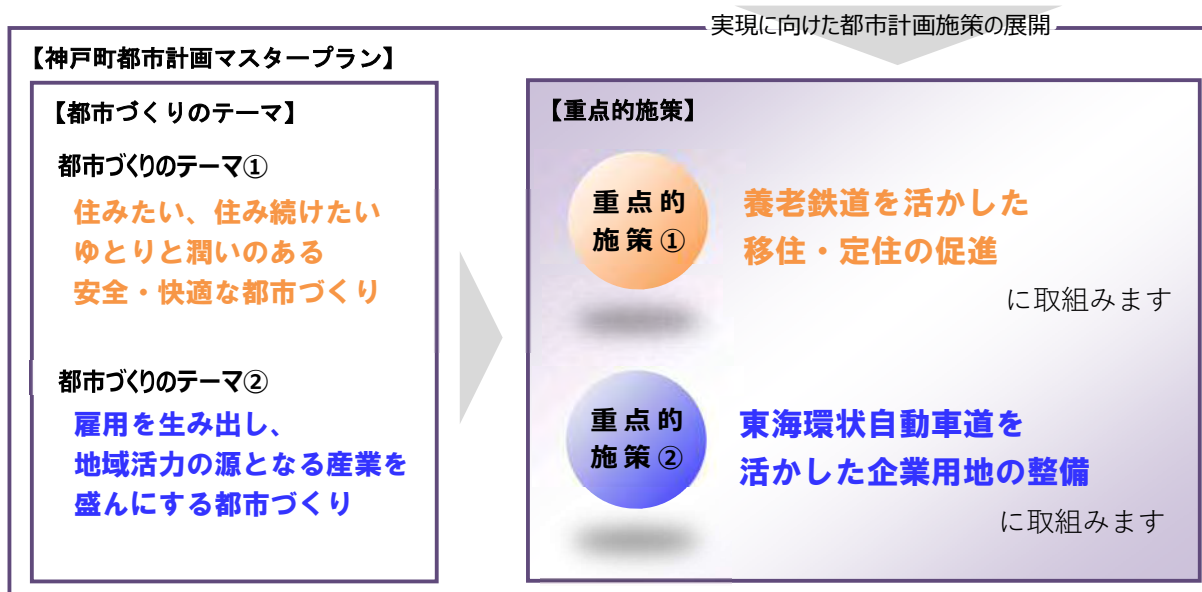 実現に向けた都市計画施策の展開
【神戸町都市計画マスタープラン】
【都市づくりのテーマ】
都市づくりのテーマ①
住みたい、住み続けたい
ゆとりと潤いのある
安全・快適な都市づくり
都市づくりのテーマ②
雇用を生み出し、
地域活力の源となる産業を
盛んにする都市づくり
【重点的施策】
重点的
施策①
養老鉄道を活かした
移住・定住の促進
に取組みます
重点的
施策②
東海環状自動車道を
活かした企業用地の整備
に取組みます